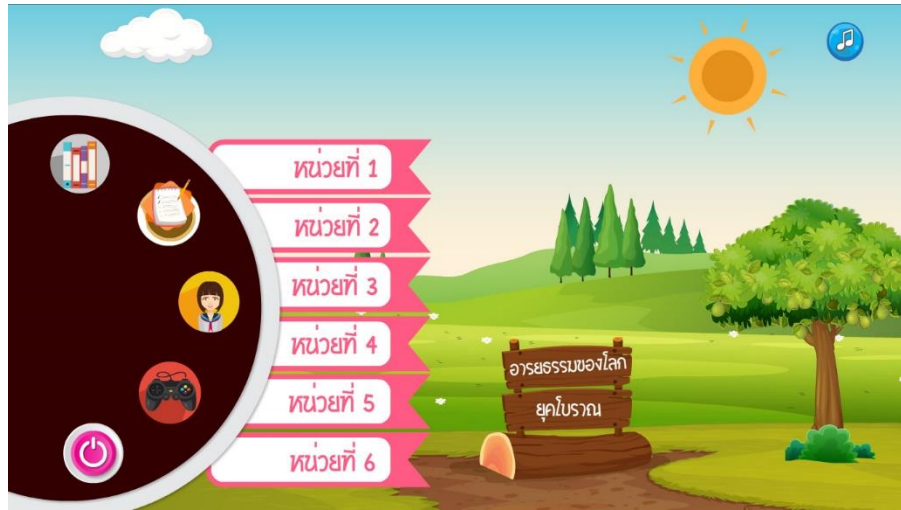 หน่วยที่ 1
หน่วยที่ 2
หน่วยที่ 3
หน่วยที่ 4
หน่วยที่ 5
หน่วยที่ 6
อารยธรรมของโลก
ยุคโบราณ